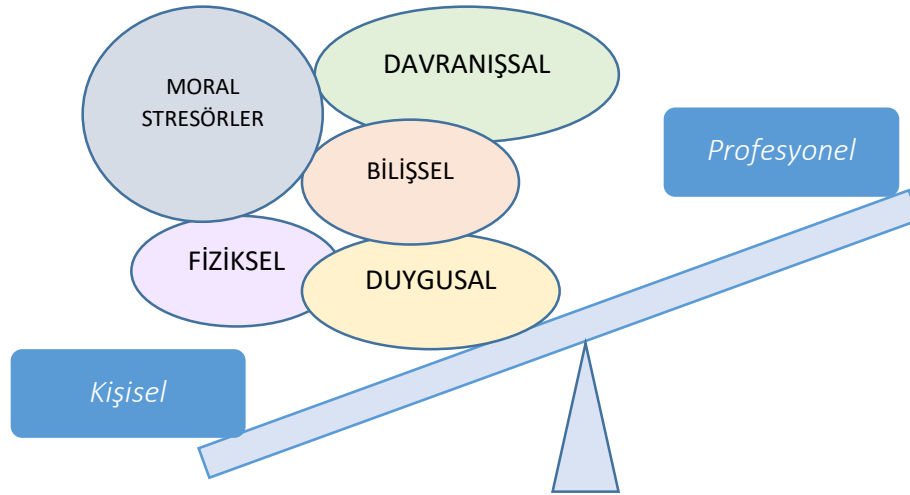 MORAL
STRESÖRLER
DAVRANIŞSAL
BİLİŞSEL
Profesyonel
FİZİKSEL
DUYGUSAL
Kişisel